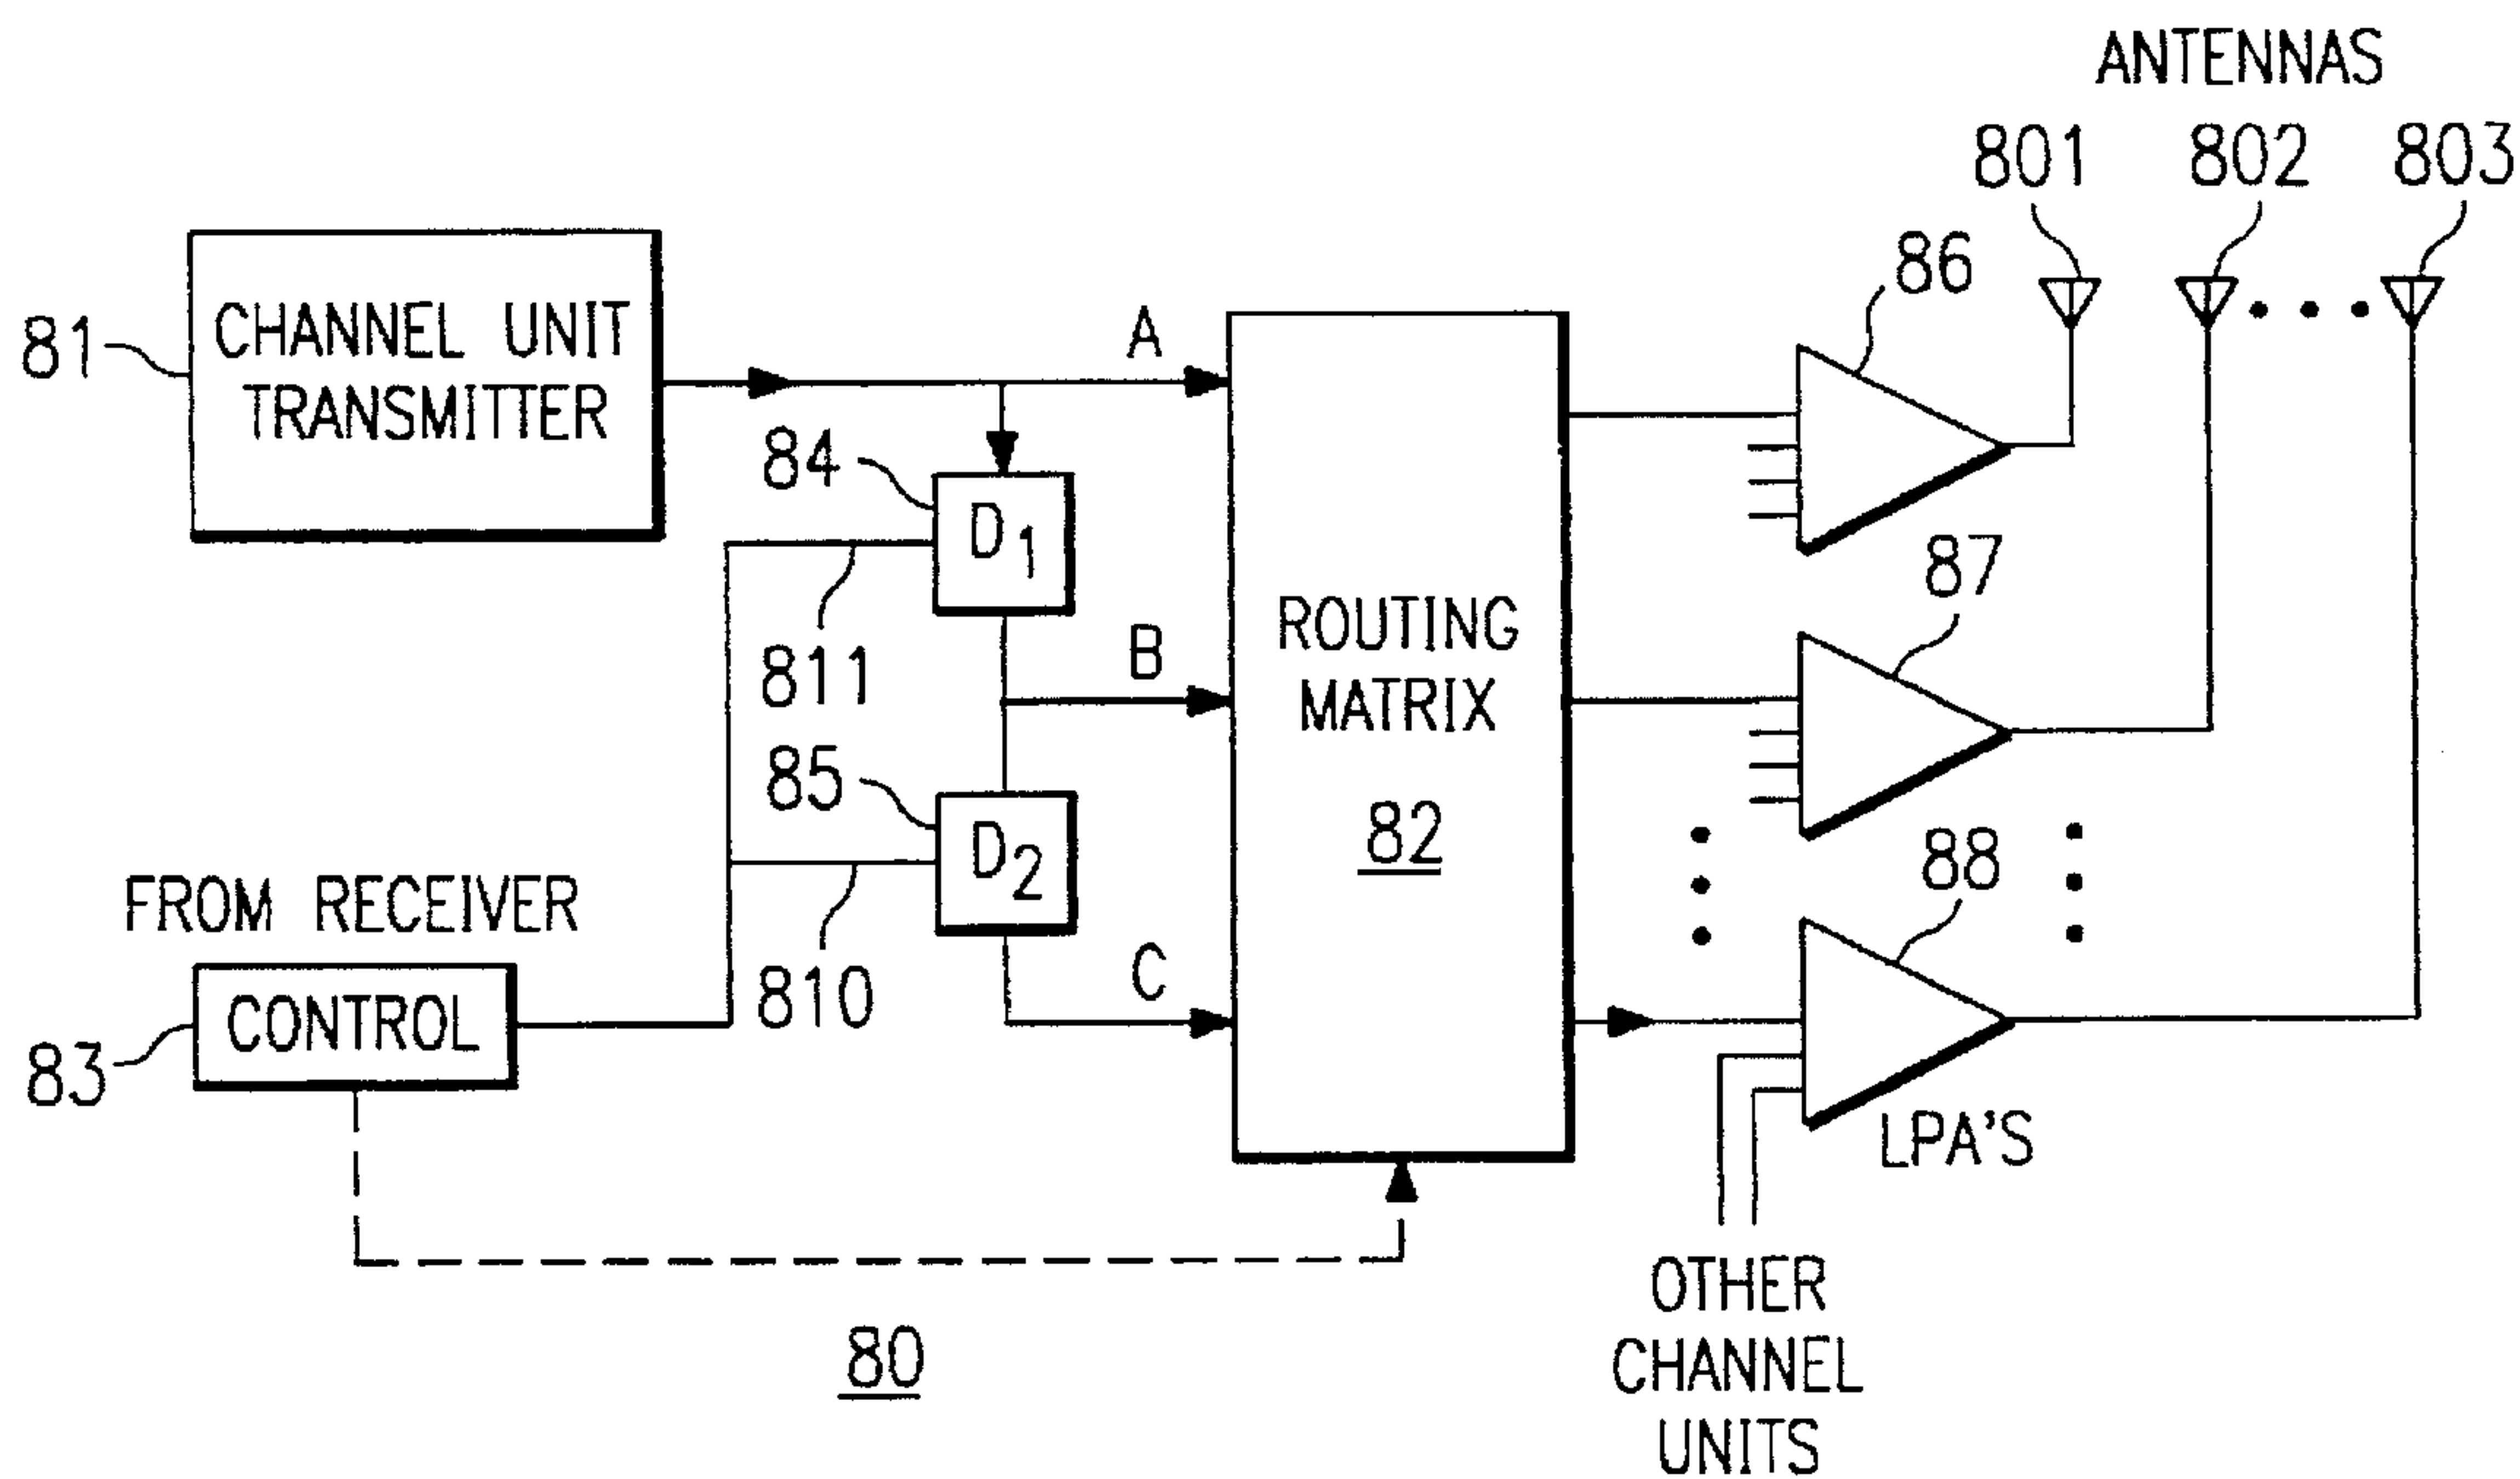 ANTENNAS
801
802
803
86
CHANNEL UNIT
TRANSMITTER
81
A
84
D1
87
811
B
ROUTING
MATRIX
82
85
D2
88
FROM RECEIVER
810
C
CONTROL
83
LPA'S
OTHER
CHANNEL
UNITS
80